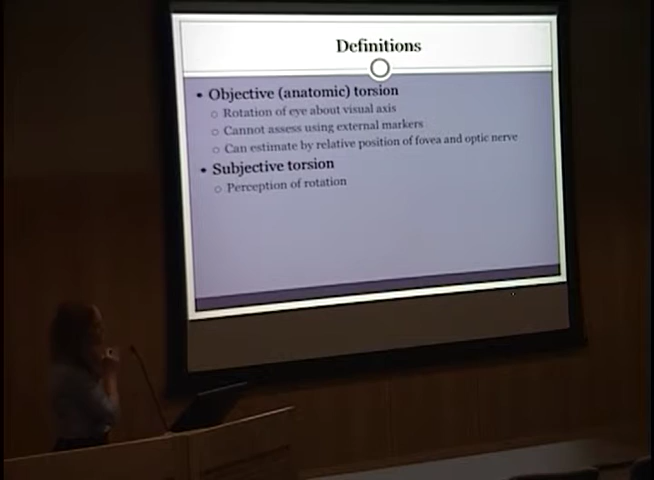 Definitions
• Objective (anatomic) torsion
○ Rotation of eye about visual axis
○ Cannot assess using external markers
○ Can estimate by relative position of fovea and optic nerve
• Subjective torsion
○ Perception of rotation